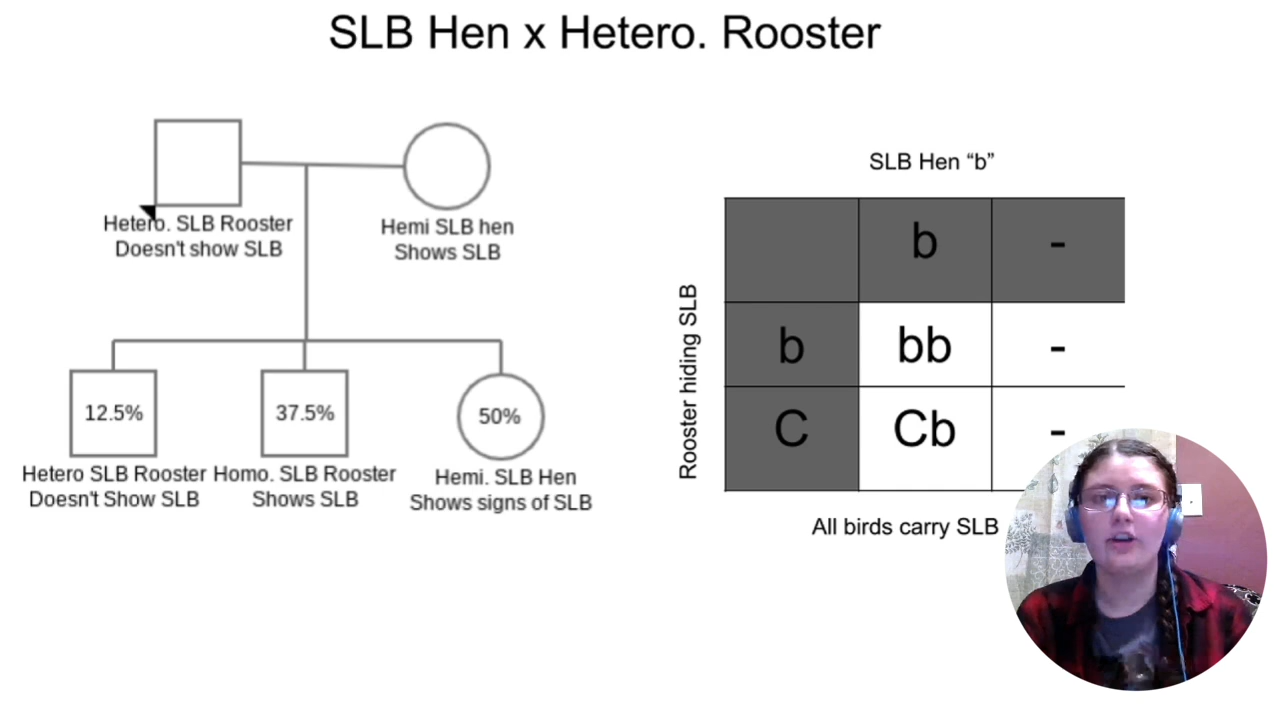 SLB Hen x Hetero. Rooster
Hetero. SLB Rooster
Doesn't show SLB
Hemi SLB hen
Shows SLB
12.5%
37.5%
50%
Hetero SLB Rooster
Doesn't Show SLB
Homo. SLB Rooster
Shows SLB
Hemi. SLB Hen
Shows signs of SLB
SLB Hen “b”
Rooster hiding SLB
b -
b bb -
C Cb -
All birds carry SLB